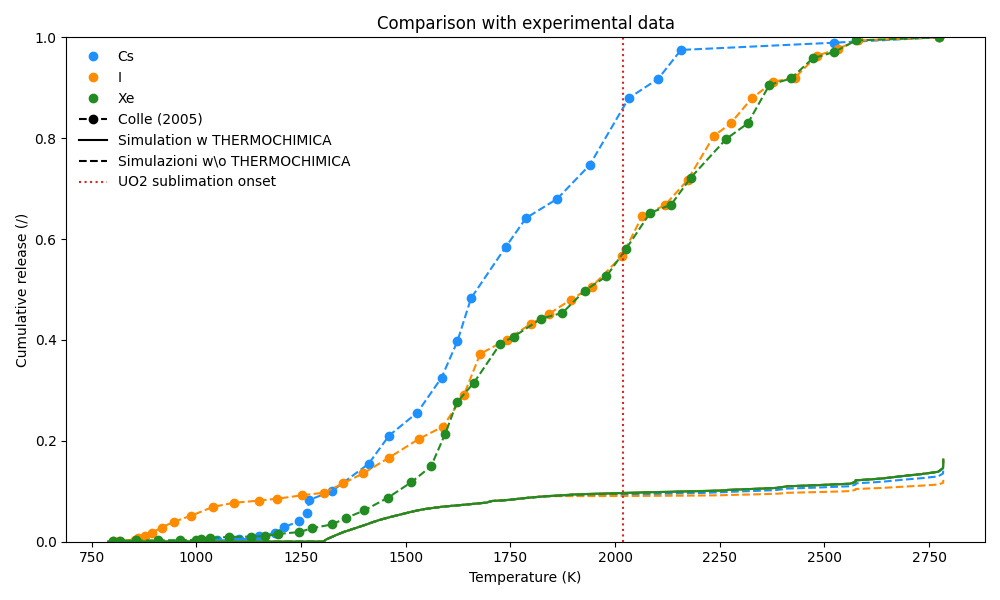 Comparison with experimental data
Cs
I
Xe
Colle (2005)
Simulation w THERMOCHIMICA
Simulazioni w\o THERMOCHIMICA
UO2 sublimation onset
Cumulative release (/)
1.0
0.8
0.6
0.4
0.2
0.0
750
1000
1250
1500
1750
2000
2250
2500
2750
Temperature (K)